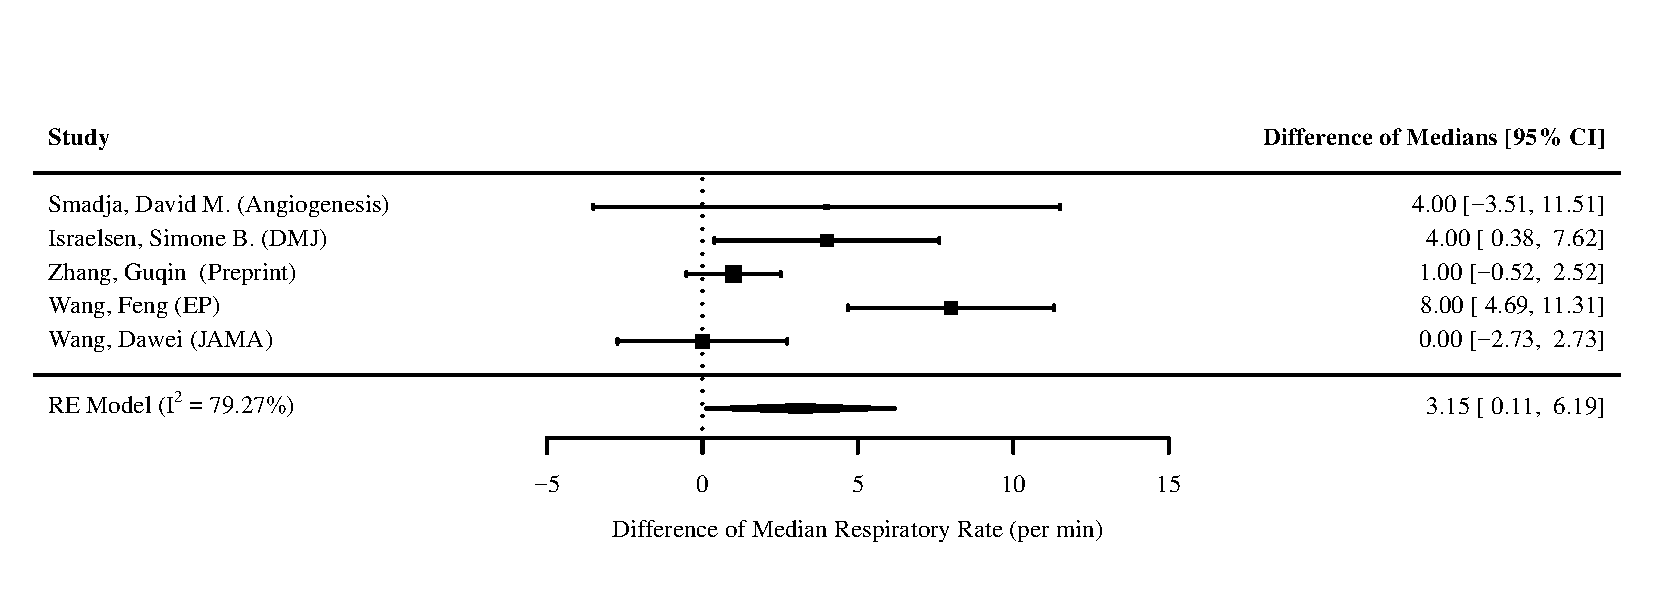 Study Difference of Medians [95% CI]
Smadja, David M. (Angiogenesis) 4.00 [−3.51, 11.51]
Israelsen, Simone B. (DMJ) 4.00 [ 0.38, 7.62]
Zhang, Guqin (Preprint) 1.00 [−0.52, 2.52]
Wang, Feng (EP) 8.00 [ 4.69, 11.31]
Wang, Dawei (JAMA) 0.00 [−2.73, 2.73]
RE Model (I² = 79.27%) 3.15 [ 0.11, 6.19]
−5 0 5 10 15
Difference of Median Respiratory Rate (per min)